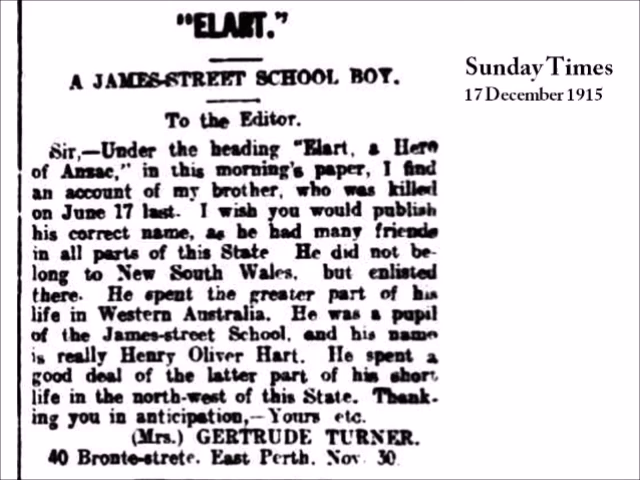 "ELART."
A JAMES-STREET SCHOOL BOY.
To the Editor.
Sir,—Under the heading "Elart, a Hero
of Anzac," in this morning's paper, I find
an account of my brother, who was killed
on June 17 last. I wish you would publish
his correct name, as he had many friends
in all parts of this State He did not be-
long to New South Wales, but enlisted
there. He spent the greater part of his
life in Western Australia. He was a pupil
of the James-street School, and his name
is really Henry Oliver Hart. He spent a
good deal of the latter part of his short
life in the north-west of this State. Thank-
ing you in anticipation,—Yours etc.
(Mrs.) GERTRUDE TURNER.
40 Bronte-strete. East Perth. Nov. 30
Sunday Times
17 December 1915